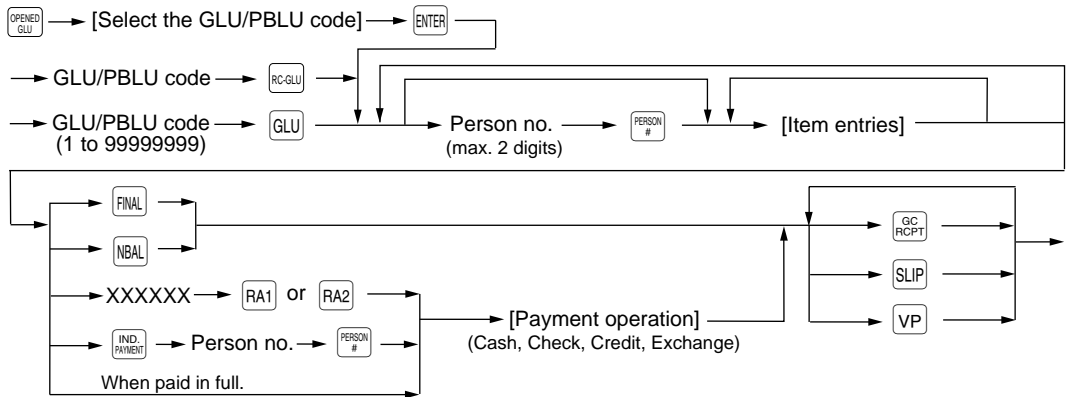 OPENED GLU [Select the GLU/PBLU code] ENTER
GLU/PBLU code RC-GLU
GLU/PBLU code GLU Person no. PERSON # [Item entries]
(1 to 99999999) (max. 2 digits)
FINAL GC RCPT
NBAL SLIP
XXXXXX RA1 or RA2 VP
[Payment operation]
(Cash, Check, Credit, Exchange)
IND. PAYMENT Person no. PERSON #
When paid in full.